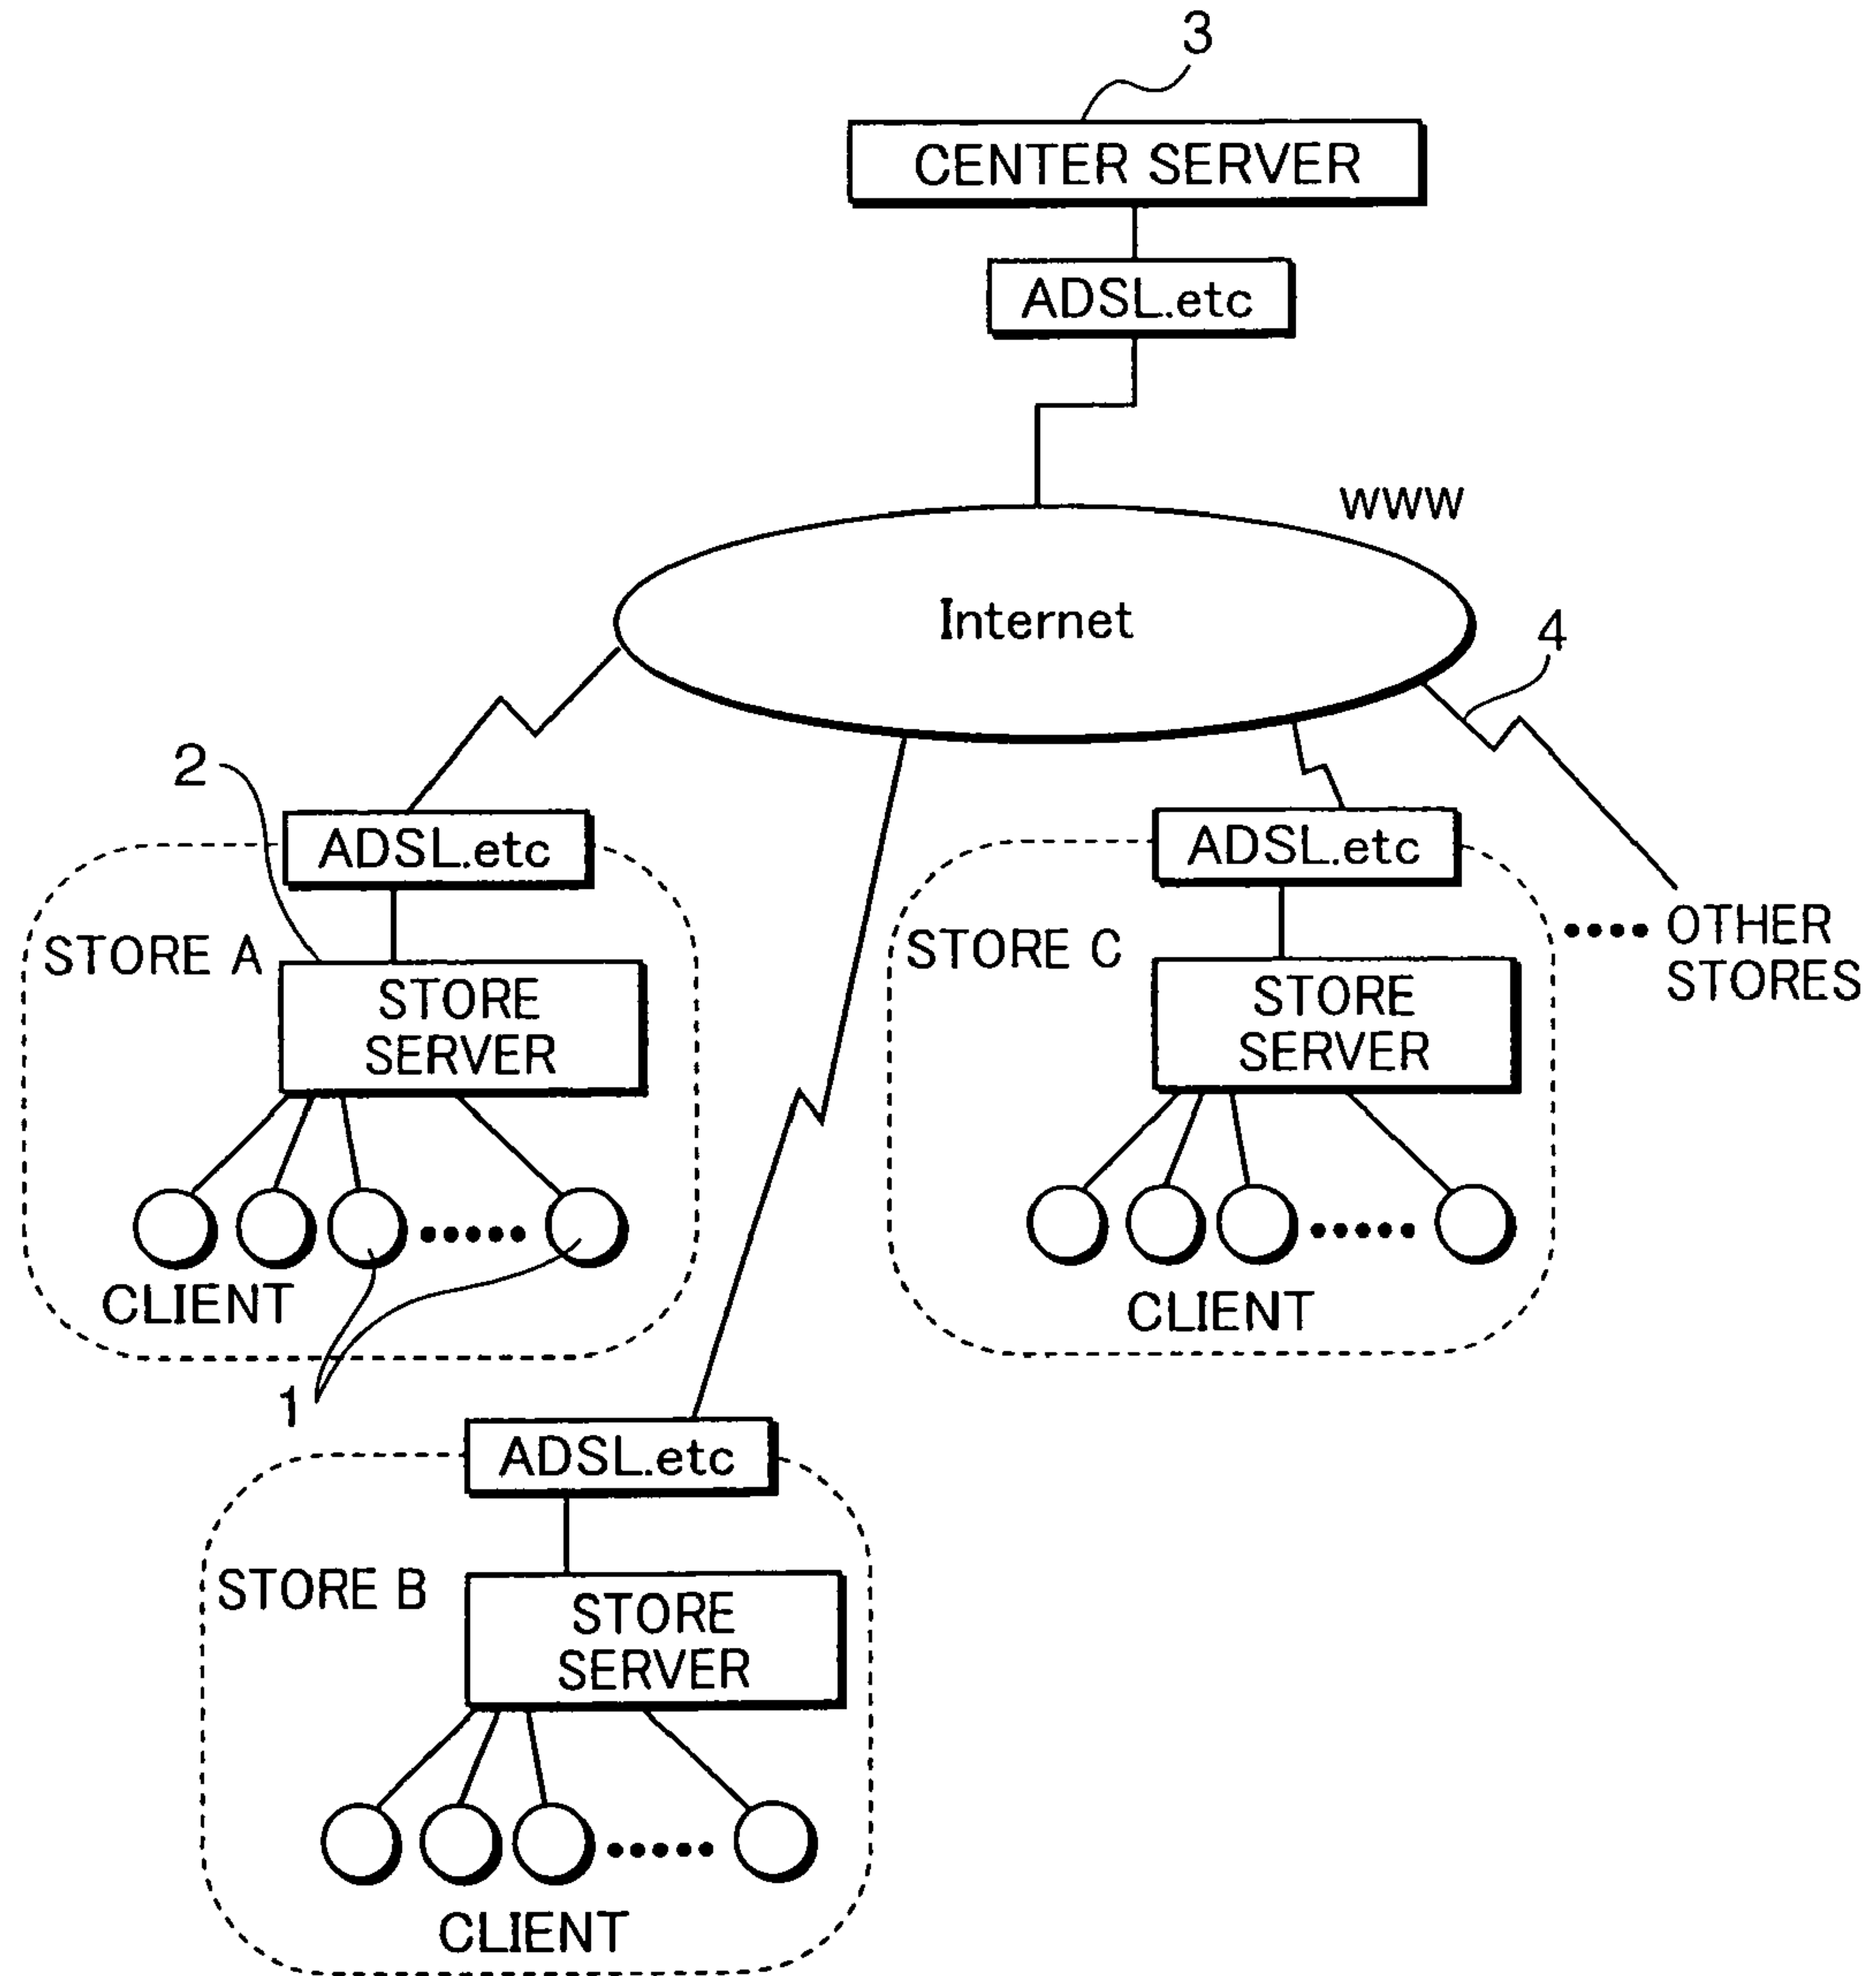 3
CENTER SERVER
ADSL.etc
WWW
Internet
4
2
ADSL.etc
ADSL.etc
STORE A
STORE C
OTHER
STORES
STORE
SERVER
STORE
SERVER
CLIENT
CLIENT
1
ADSL.etc
STORE B
STORE
SERVER
CLIENT